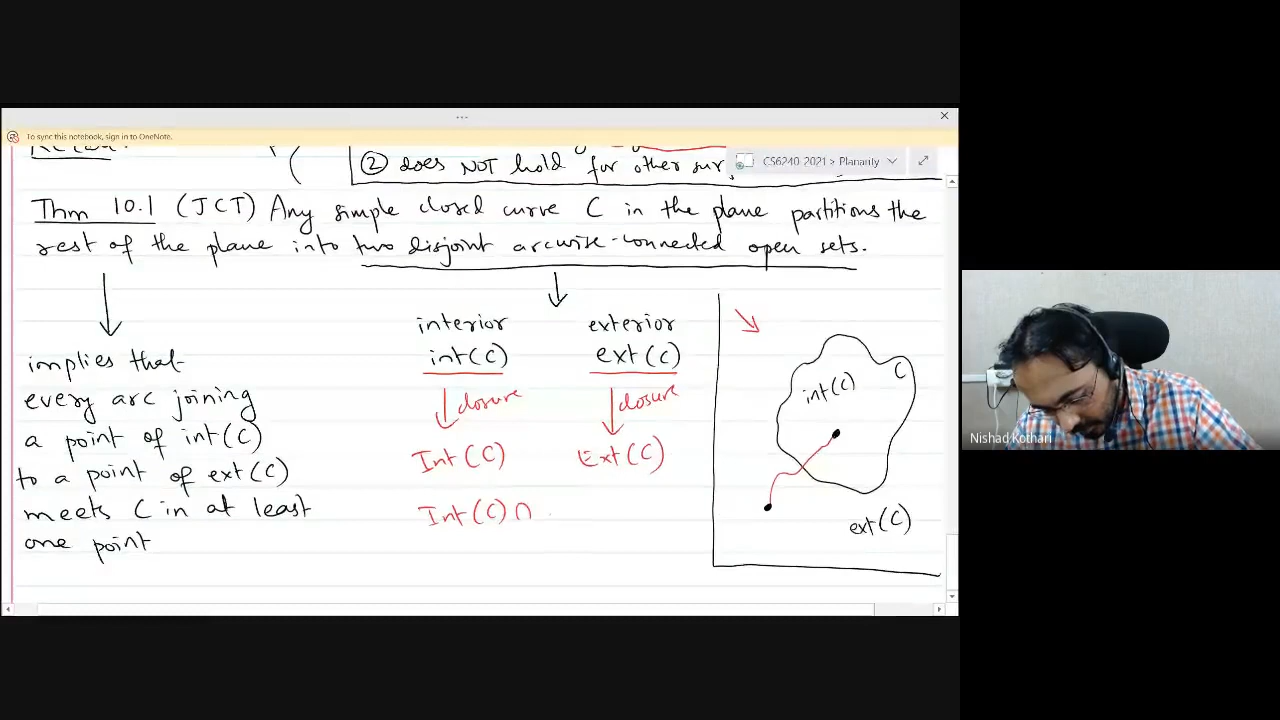 To sync this notebook, sign in to OneNote.
CS6240-2021 > Planarity
② does NOT hold for other sur
Thm 10.1 (JCT) Any simple closed curve C in the plane partitions the
rest of the plane into two disjoint arcwise-connected open sets.
implies that
every arc joining
a point of int(C)
to a point of ext(C)
meets C in at least
one point
interior exterior
int(C) ext(C)
closure closure
Int(C) Ext(C)
Int(C) ∩
C
int(C)
ext(C)
Nishad Kothari